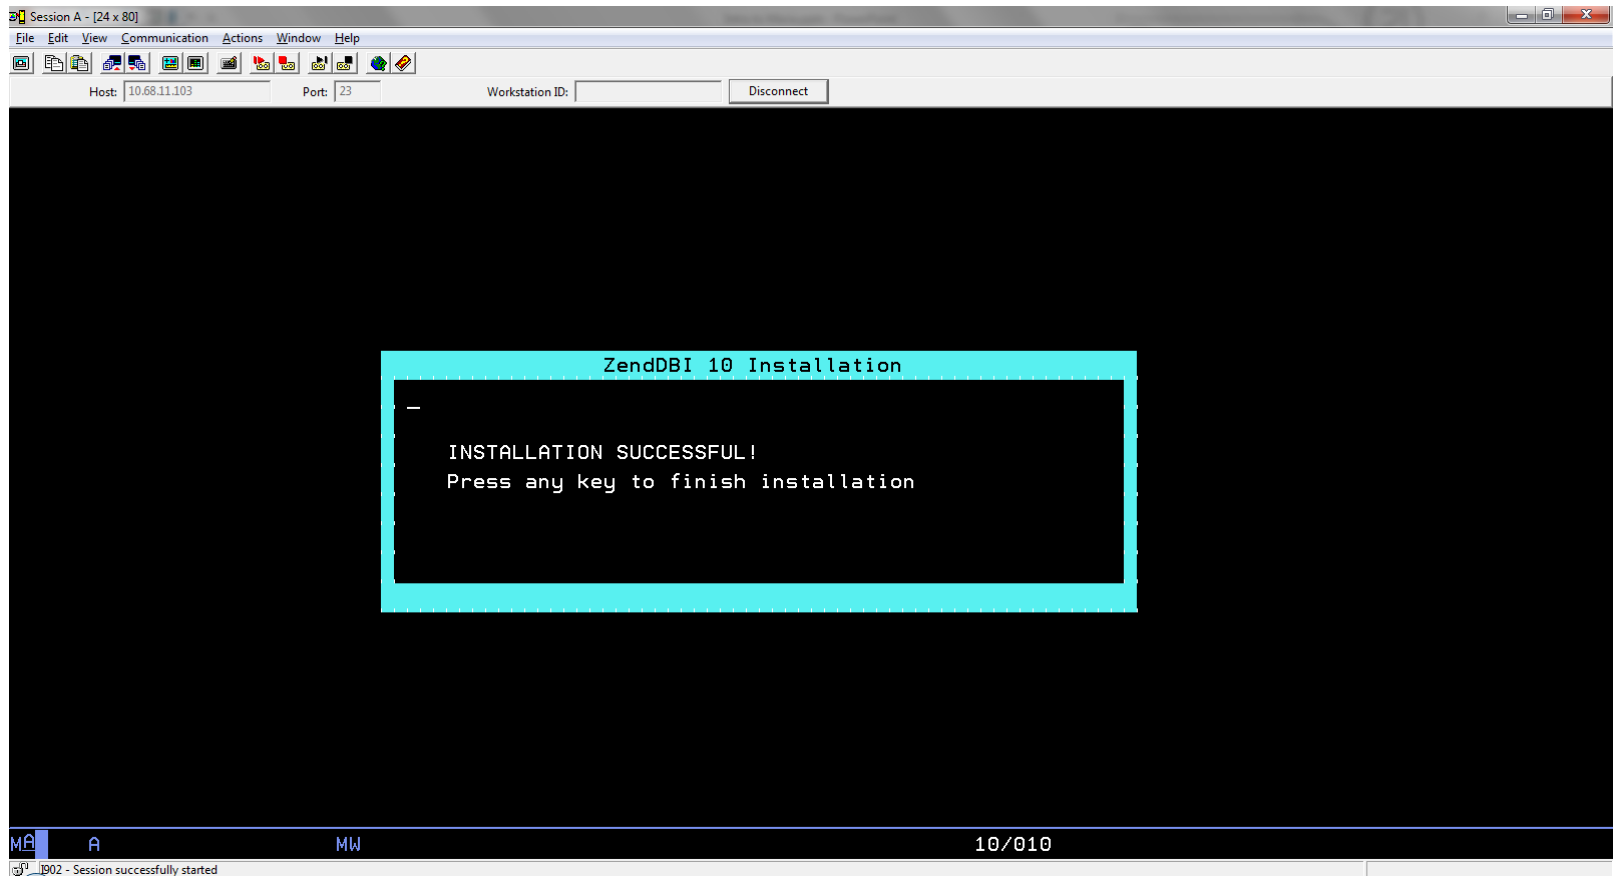 Session A - [24 x 80]
File Edit View Communication Actions Window Help
Host: 10.68.11.103 Port: 23 Workstation ID: Disconnect
ZendDBI 10 Installation
INSTALLATION SUCCESSFUL!
Press any key to finish installation
MA A MW 10/010
I902 - Session successfully started